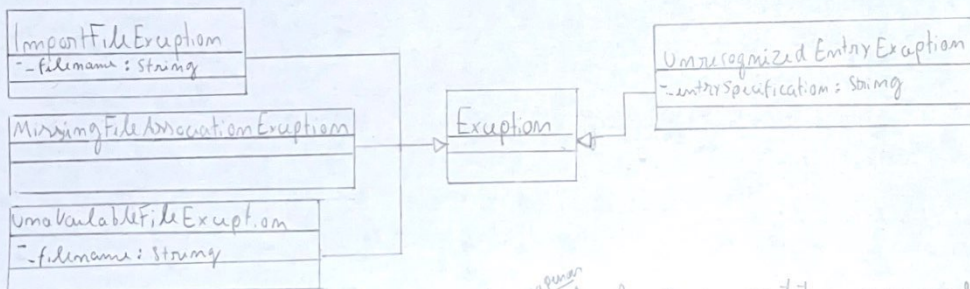 ImportFileException
- _filename : String
MissingFileAssociationException
UnavailableFileException
- _filename : String
Exception
UnrecognizedEntryException
- _entrySpecification : String